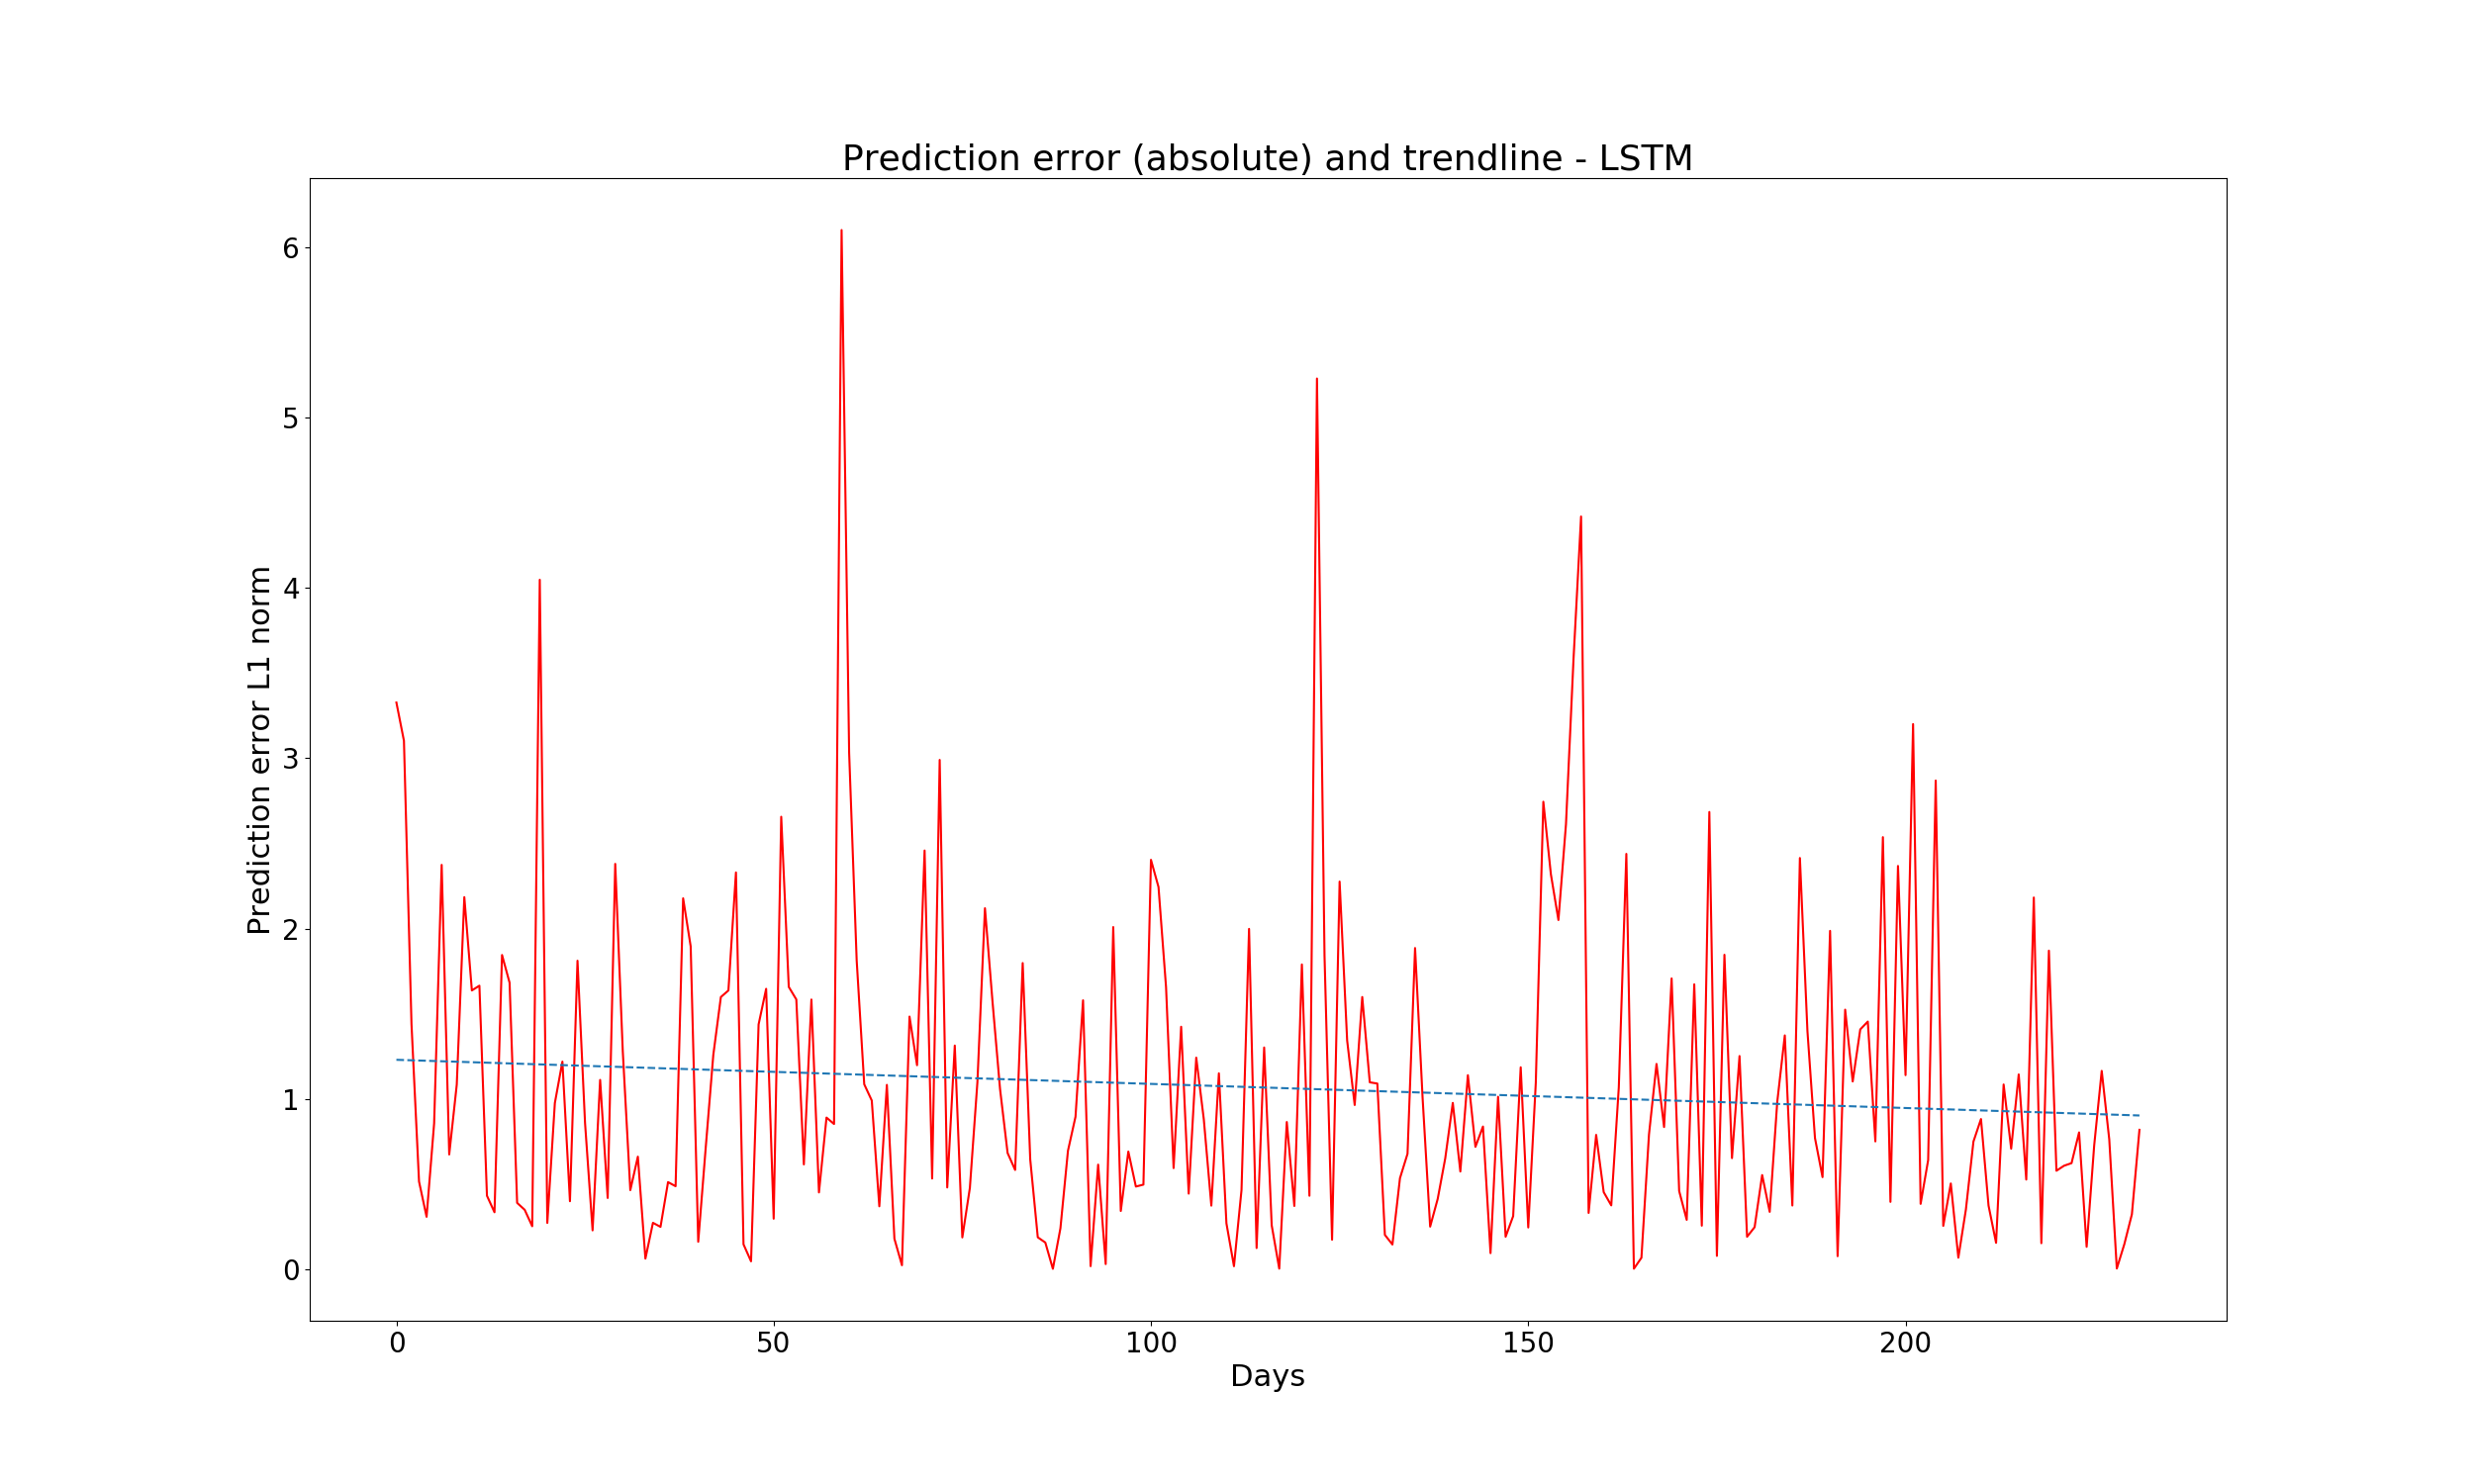 Prediction error (absolute) and trendline - LSTM
Prediction error L1 norm
6
5
4
3
2
1
0
0 50 100 150 200
Days